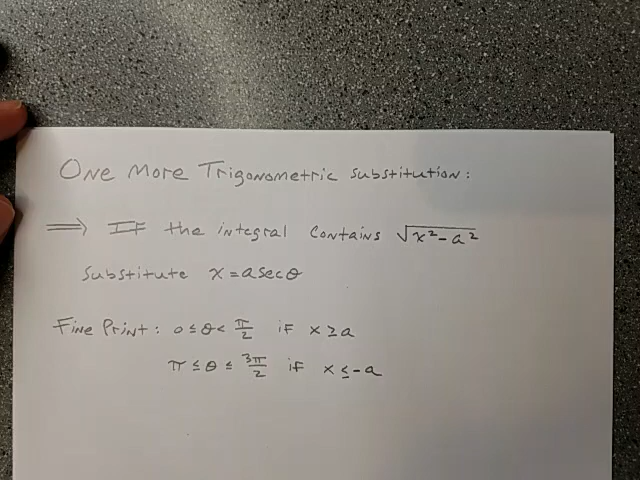 One More Trigonometric Substitution:
⟹ If the integral contains √(x²-a²)
Substitute x = a sec θ
Fine Print: 0 ≤ θ < π/2 if x ≥ a
π ≤ θ ≤ 3π/2 if x ≤ -a